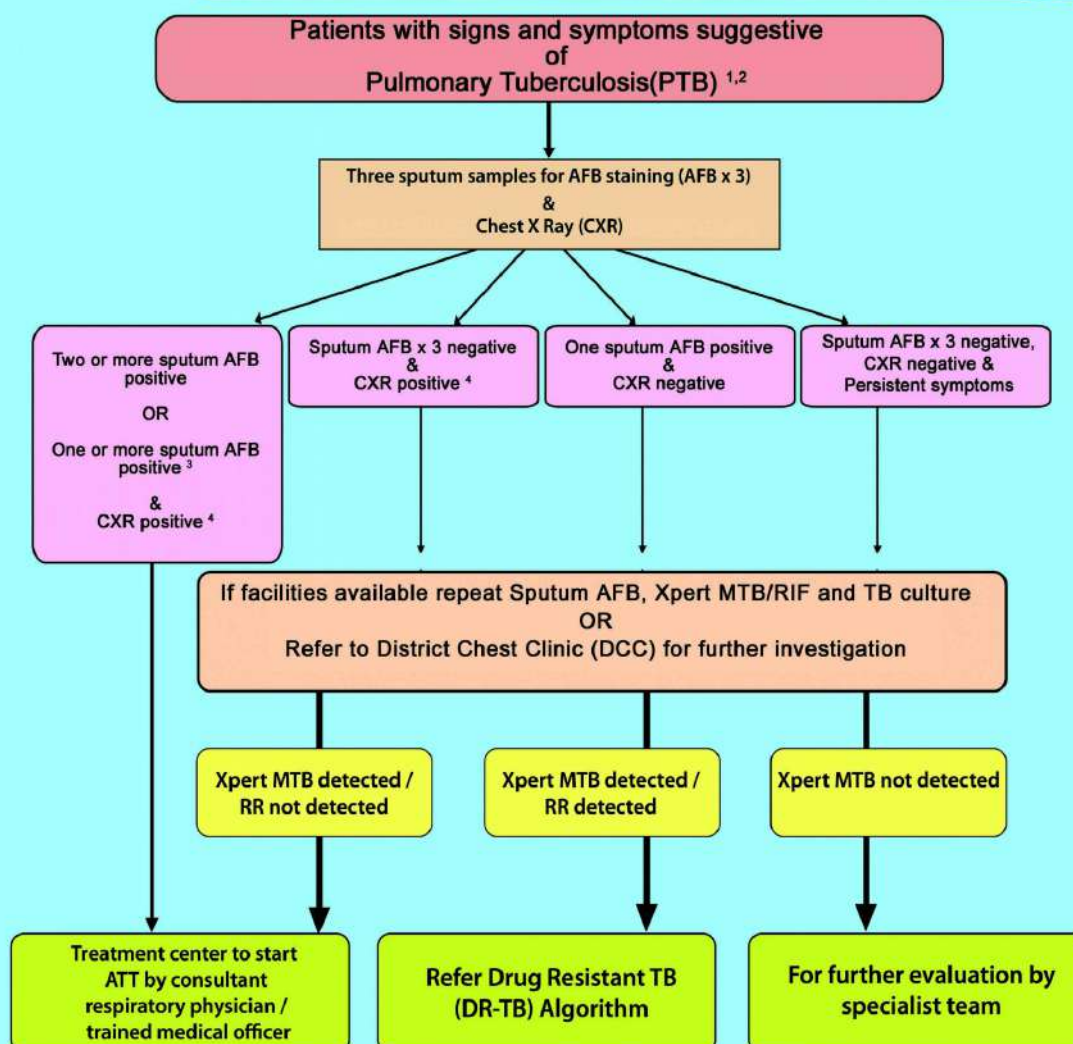 Patients with signs and symptoms suggestive
of
Pulmonary Tuberculosis(PTB) 1,2
Three sputum samples for AFB staining (AFB x 3)
&
Chest X Ray (CXR)
Two or more sputum AFB
positive
OR
One or more sputum AFB
positive 3
&
CXR positive 4
Sputum AFB x 3 negative
&
CXR positive 4
One sputum AFB positive
&
CXR negative
Sputum AFB x 3 negative,
CXR negative &
Persistent symptoms
If facilities available repeat Sputum AFB, Xpert MTB/RIF and TB culture
OR
Refer to District Chest Clinic (DCC) for further investigation
Xpert MTB detected /
RR not detected
Xpert MTB detected /
RR detected
Xpert MTB not detected
Treatment center to start
ATT by consultant
respiratory physician /
trained medical officer
Refer Drug Resistant TB
(DR-TB) Algorithm
For further evaluation by
specialist team